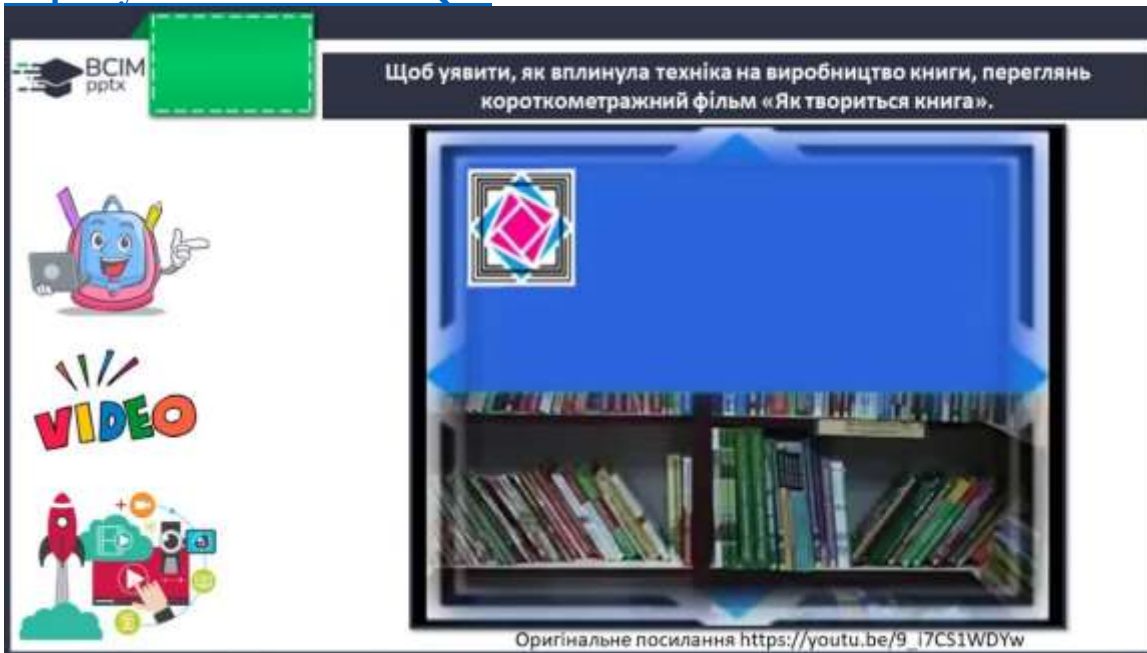 BCIM
pptx
Щоб уявити, як вплинула техніка на виробництво книги, переглянь
короткометражний фільм «Як твориться книга».
VIDEO
Оригінальне посилання https://youtu.be/9_i7CS1WDYw